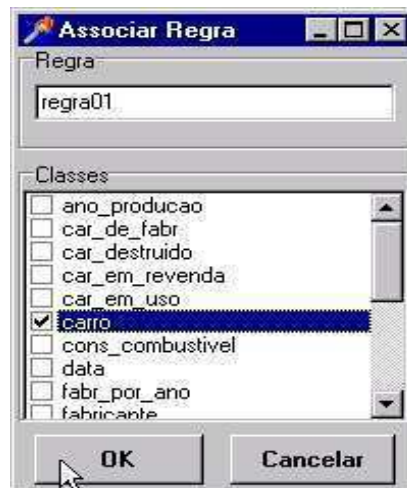 Associar Regra
Regra
regra01
Classes
ano_producao
car_de_fabr
car_destruido
car_em_revenda
car_em_uso
carro
cons_combustivel
data
fabr_por_ano
fabricante
OK
Cancelar